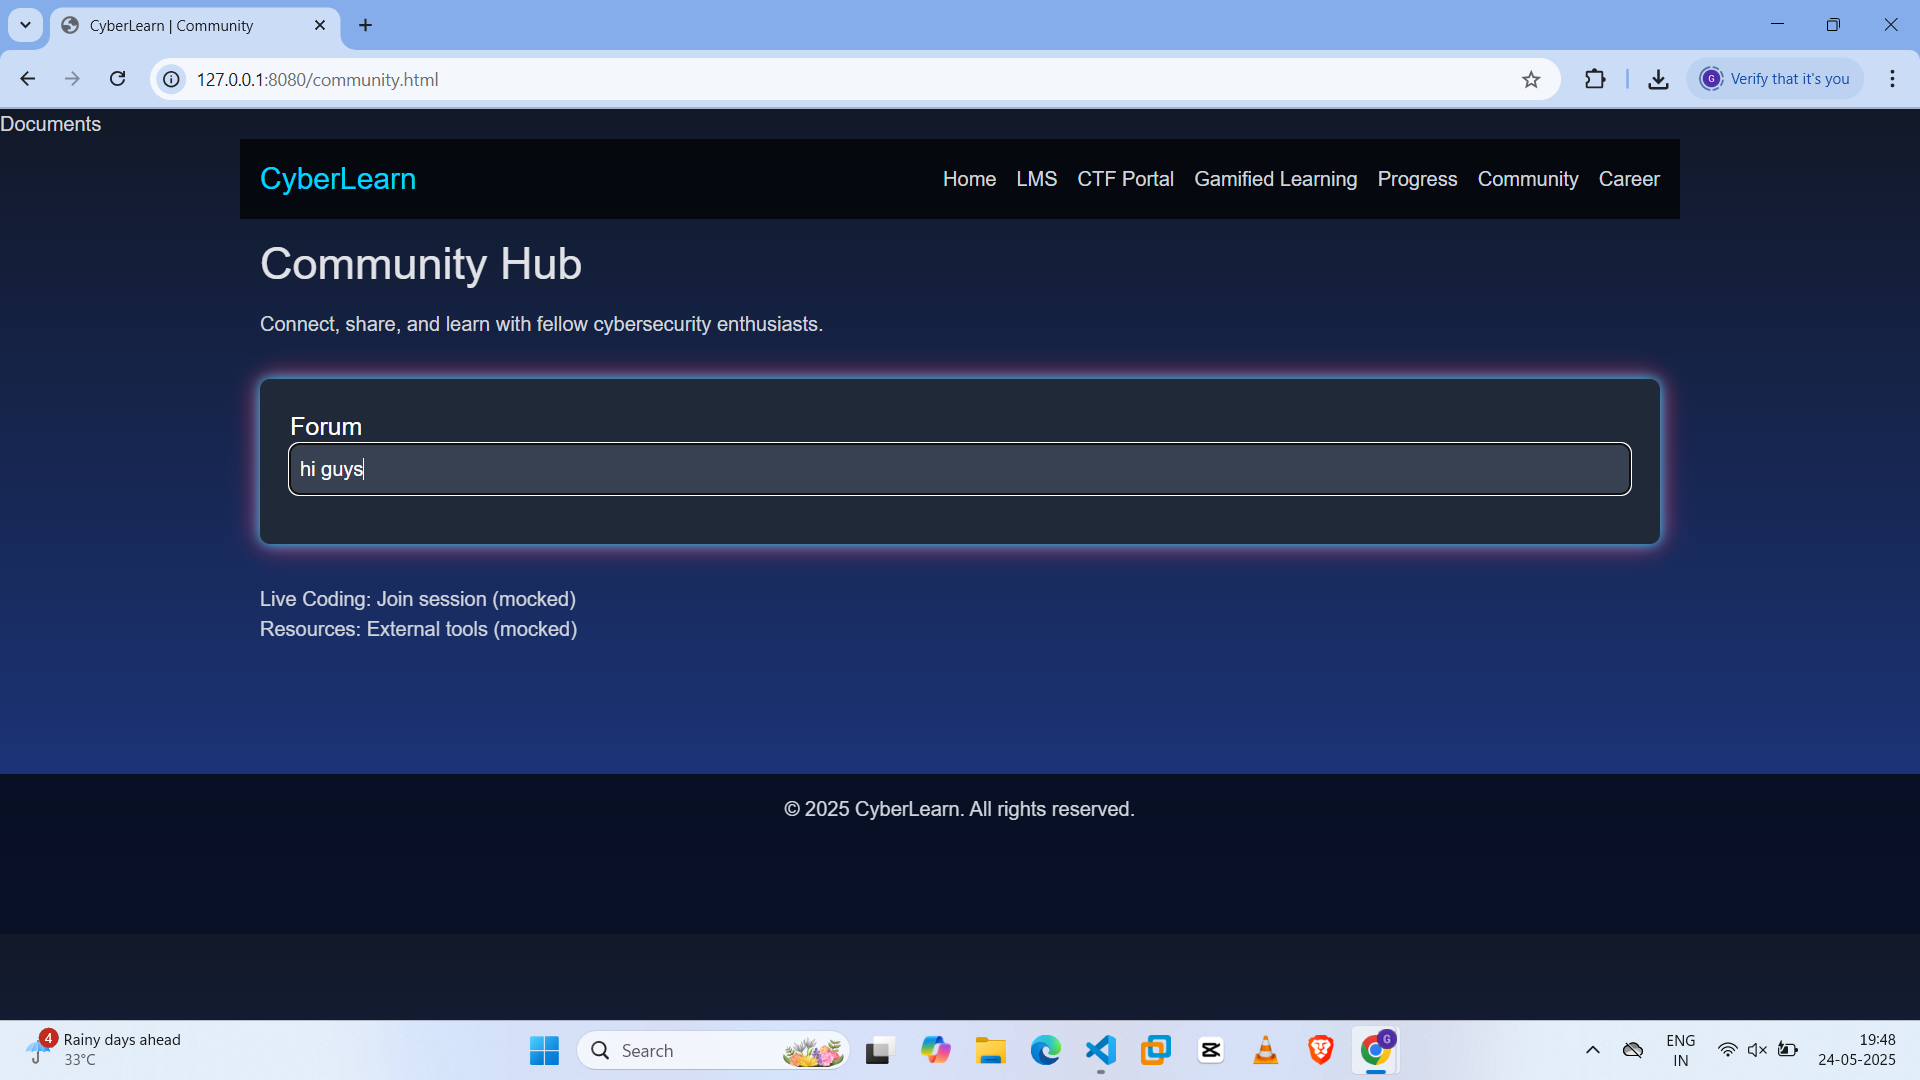 CyberLearn | Community
127.0.0.1:8080/community.html
G Verify that it's you
Documents
CyberLearn
Home LMS CTF Portal Gamified Learning Progress Community Career
Community Hub
Connect, share, and learn with fellow cybersecurity enthusiasts.
Forum
hi guys
Live Coding: Join session (mocked)
Resources: External tools (mocked)
© 2025 CyberLearn. All rights reserved.
4 Rainy days ahead
33°C
Search
G
ENG
IN
19:48
24-05-2025